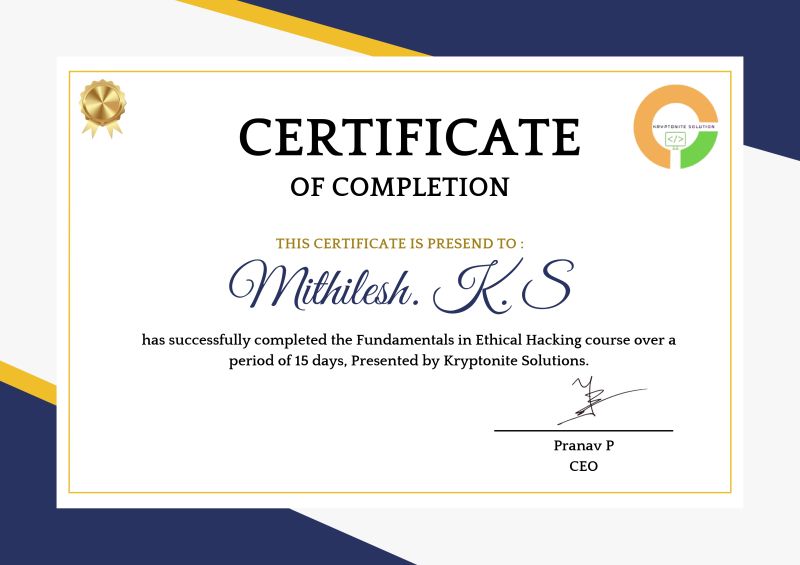 KRYPTONITE SOLUTION
</>
CERTIFICATE
OF COMPLETION
THIS CERTIFICATE IS PRESEND TO :
Mithilesh. K. S
has successfully completed the Fundamentals in Ethical Hacking course over a
period of 15 days, Presented by Kryptonite Solutions.
Pranav P
CEO